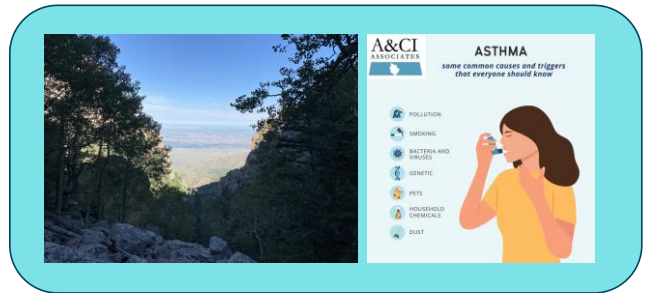 A&CI
ASSOCIATES
ASTHMA
some common causes and triggers
that everyone should know
POLLUTION
SMOKING
BACTERIA AND
VIRUSES
GENETIC
PETS
HOUSEHOLD
CHEMICALS
DUST